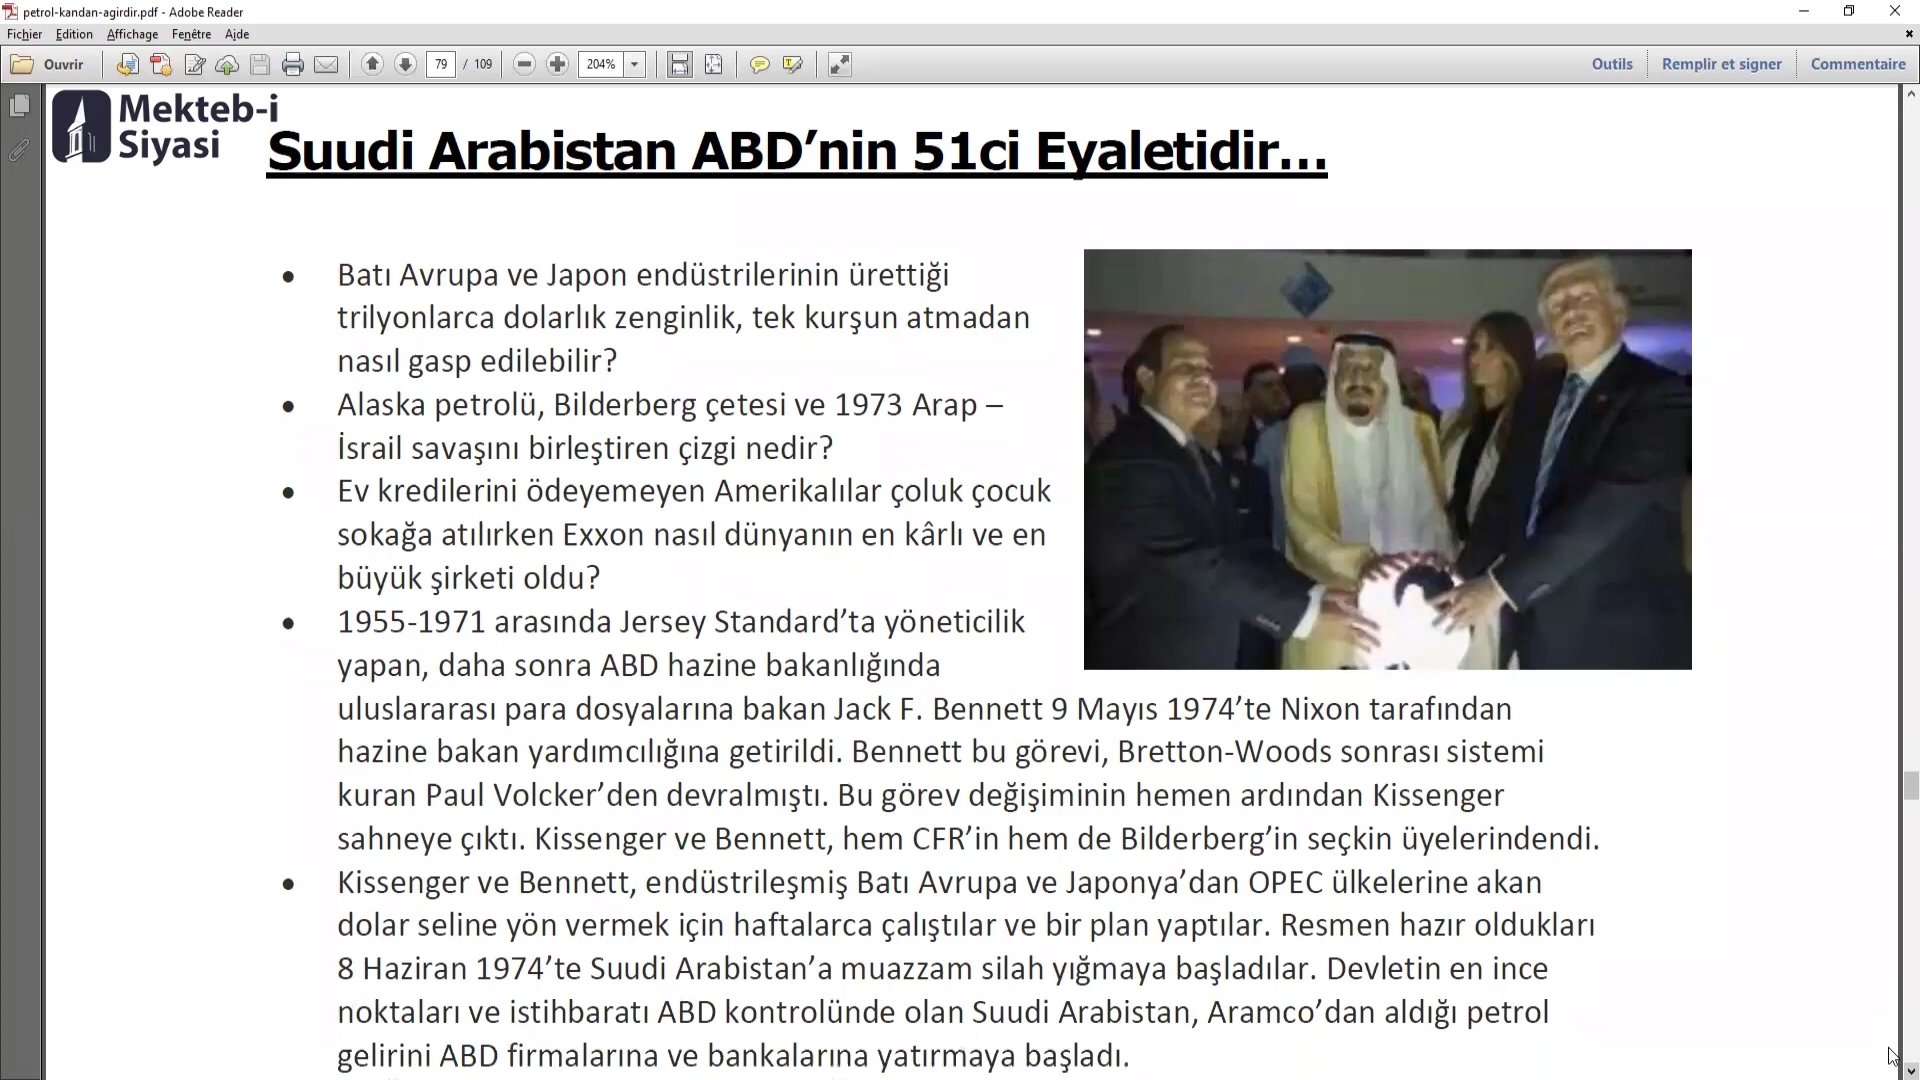 petrol-kandan-agirdir.pdf - Adobe Reader
Fichier Edition Affichage Fenêtre Aide
Ouvrir 79 / 109 204% Outils Remplir et signer Commentaire
Mekteb-i
Siyasi
Suudi Arabistan ABD’nin 51ci Eyaletidir...
• Batı Avrupa ve Japon endüstrilerinin ürettiği
trilyonlarca dolarlık zenginlik, tek kurşun atmadan
nasıl gasp edilebilir?
• Alaska petrolü, Bilderberg çetesi ve 1973 Arap –
İsrail savaşını birleştiren çizgi nedir?
• Ev kredilerini ödeyemeyen Amerikalılar çoluk çocuk
sokağa atılırken Exxon nasıl dünyanın en kârlı ve en
büyük şirketi oldu?
• 1955-1971 arasında Jersey Standard’ta yöneticilik
yapan, daha sonra ABD hazine bakanlığında
uluslararası para dosyalarına bakan Jack F. Bennett 9 Mayıs 1974’te Nixon tarafından
hazine bakan yardımcılığına getirildi. Bennett bu görevi, Bretton-Woods sonrası sistemi
kuran Paul Volcker’den devralmıştı. Bu görev değişiminin hemen ardından Kissenger
sahneye çıktı. Kissenger ve Bennett, hem CFR’in hem de Bilderberg’in seçkin üyelerindendi.
• Kissenger ve Bennett, endüstrileşmiş Batı Avrupa ve Japonya’dan OPEC ülkelerine akan
dolar seline yön vermek için haftalarca çalıştılar ve bir plan yaptılar. Resmen hazır oldukları
8 Haziran 1974’te Suudi Arabistan’a muazzam silah yığmaya başladılar. Devletin en ince
noktaları ve istihbaratı ABD kontrolünde olan Suudi Arabistan, Aramco’dan aldığı petrol
gelirini ABD firmalarına ve bankalarına yatırmaya başladı.